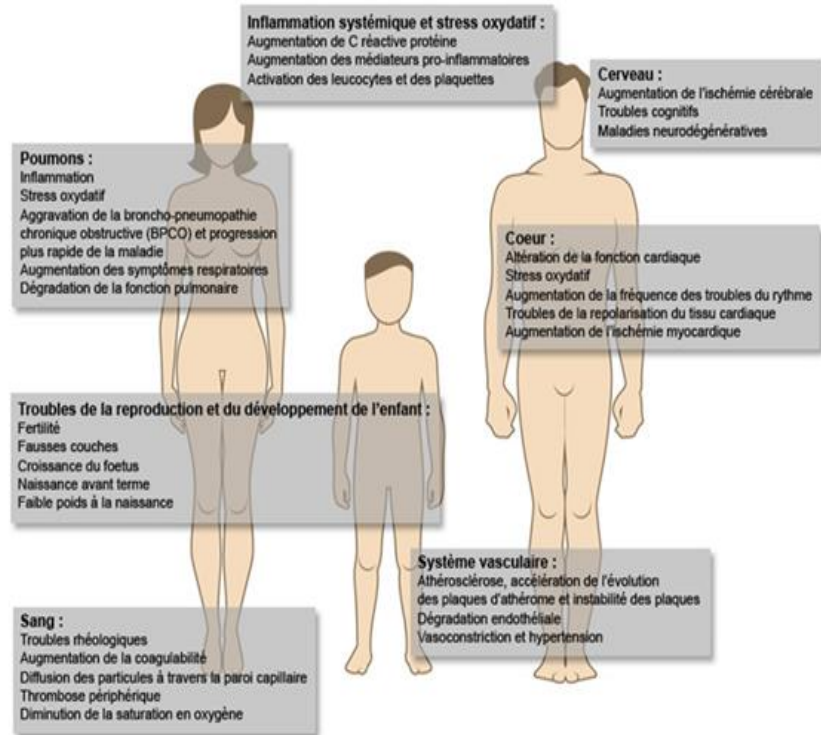 Inflammation systémique et stress oxydatif :
Augmentation de C réactive protéine
Augmentation des médiateurs pro-inflammatoires
Activation des leucocytes et des plaquettes
Cerveau :
Augmentation de l'ischémie cérébrale
Troubles cognitifs
Maladies neurodégénératives
Poumons :
Inflammation
Stress oxydatif
Aggravation de la broncho-pneumopathie
chronique obstructive (BPCO) et progression
plus rapide de la maladie
Augmentation des symptômes respiratoires
Dégradation de la fonction pulmonaire
Coeur :
Altération de la fonction cardiaque
Stress oxydatif
Augmentation de la fréquence des troubles du rythme
Troubles de la repolarisation du tissu cardiaque
Augmentation de l'ischémie myocardique
Troubles de la reproduction et du développement de l'enfant :
Fertilité
Fausses couches
Croissance du foetus
Naissance avant terme
Faible poids à la naissance
Système vasculaire :
Athérosclérose, accélération de l'évolution
des plaques d'athérome et instabilité des plaques
Dégradation endothéliale
Vasoconstriction et hypertension
Sang :
Troubles rhéologiques
Augmentation de la coagulabilité
Diffusion des particules à travers la paroi capillaire
Thrombose périphérique
Diminution de la saturation en oxygène